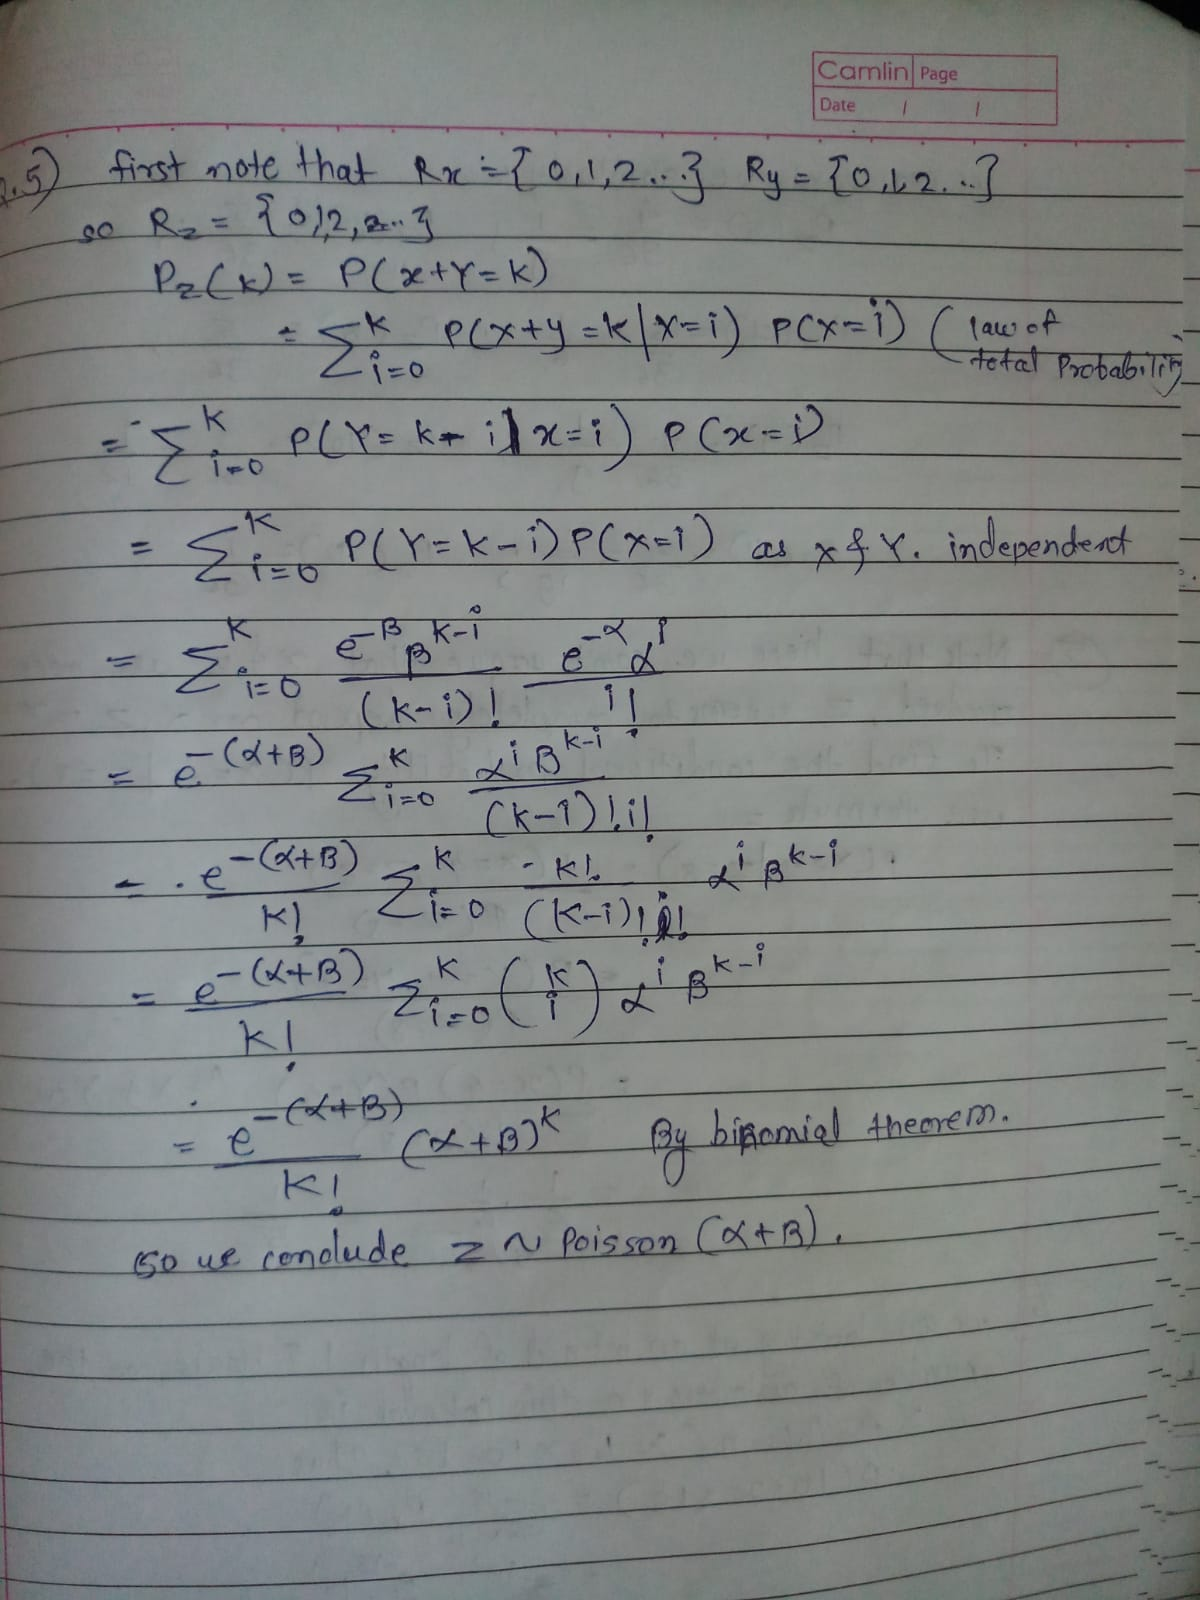 Camlin Page
Date / /
Q.5) first note that Rx = {0,1,2...} Ry = {0,1,2...}
so Rz = {0,1,2,...}
Pz(k) = P(x+Y=k)
= Σ_{i=0}^{k} P(X+y=k|X=i) P(X=i) (law of
total Probability
= Σ_{i=0}^{k} P(Y=k-i|x=i) P(x=i)
= Σ_{i=0}^{k} P(Y=k-i)P(X=i) as X & Y. independent
= Σ_{i=0}^{k} e^{-β} β^{k-i}/(k-i)! e^{-α} α^i/i!
= e^{-(α+β)} Σ_{i=0}^{k} α^i β^{k-i}/(k-i)!.i!
= e^{-(α+β)}/k! Σ_{i=0}^{k} k!/(k-i)!i! α^i β^{k-i}
= e^{-(α+β)}/k! Σ_{i=0}^{k} (k i) α^i β^{k-i}
= e^{-(α+β)}/k! (α+β)^k By binomial theorem.
so we conclude z ~ Poisson (α+β).